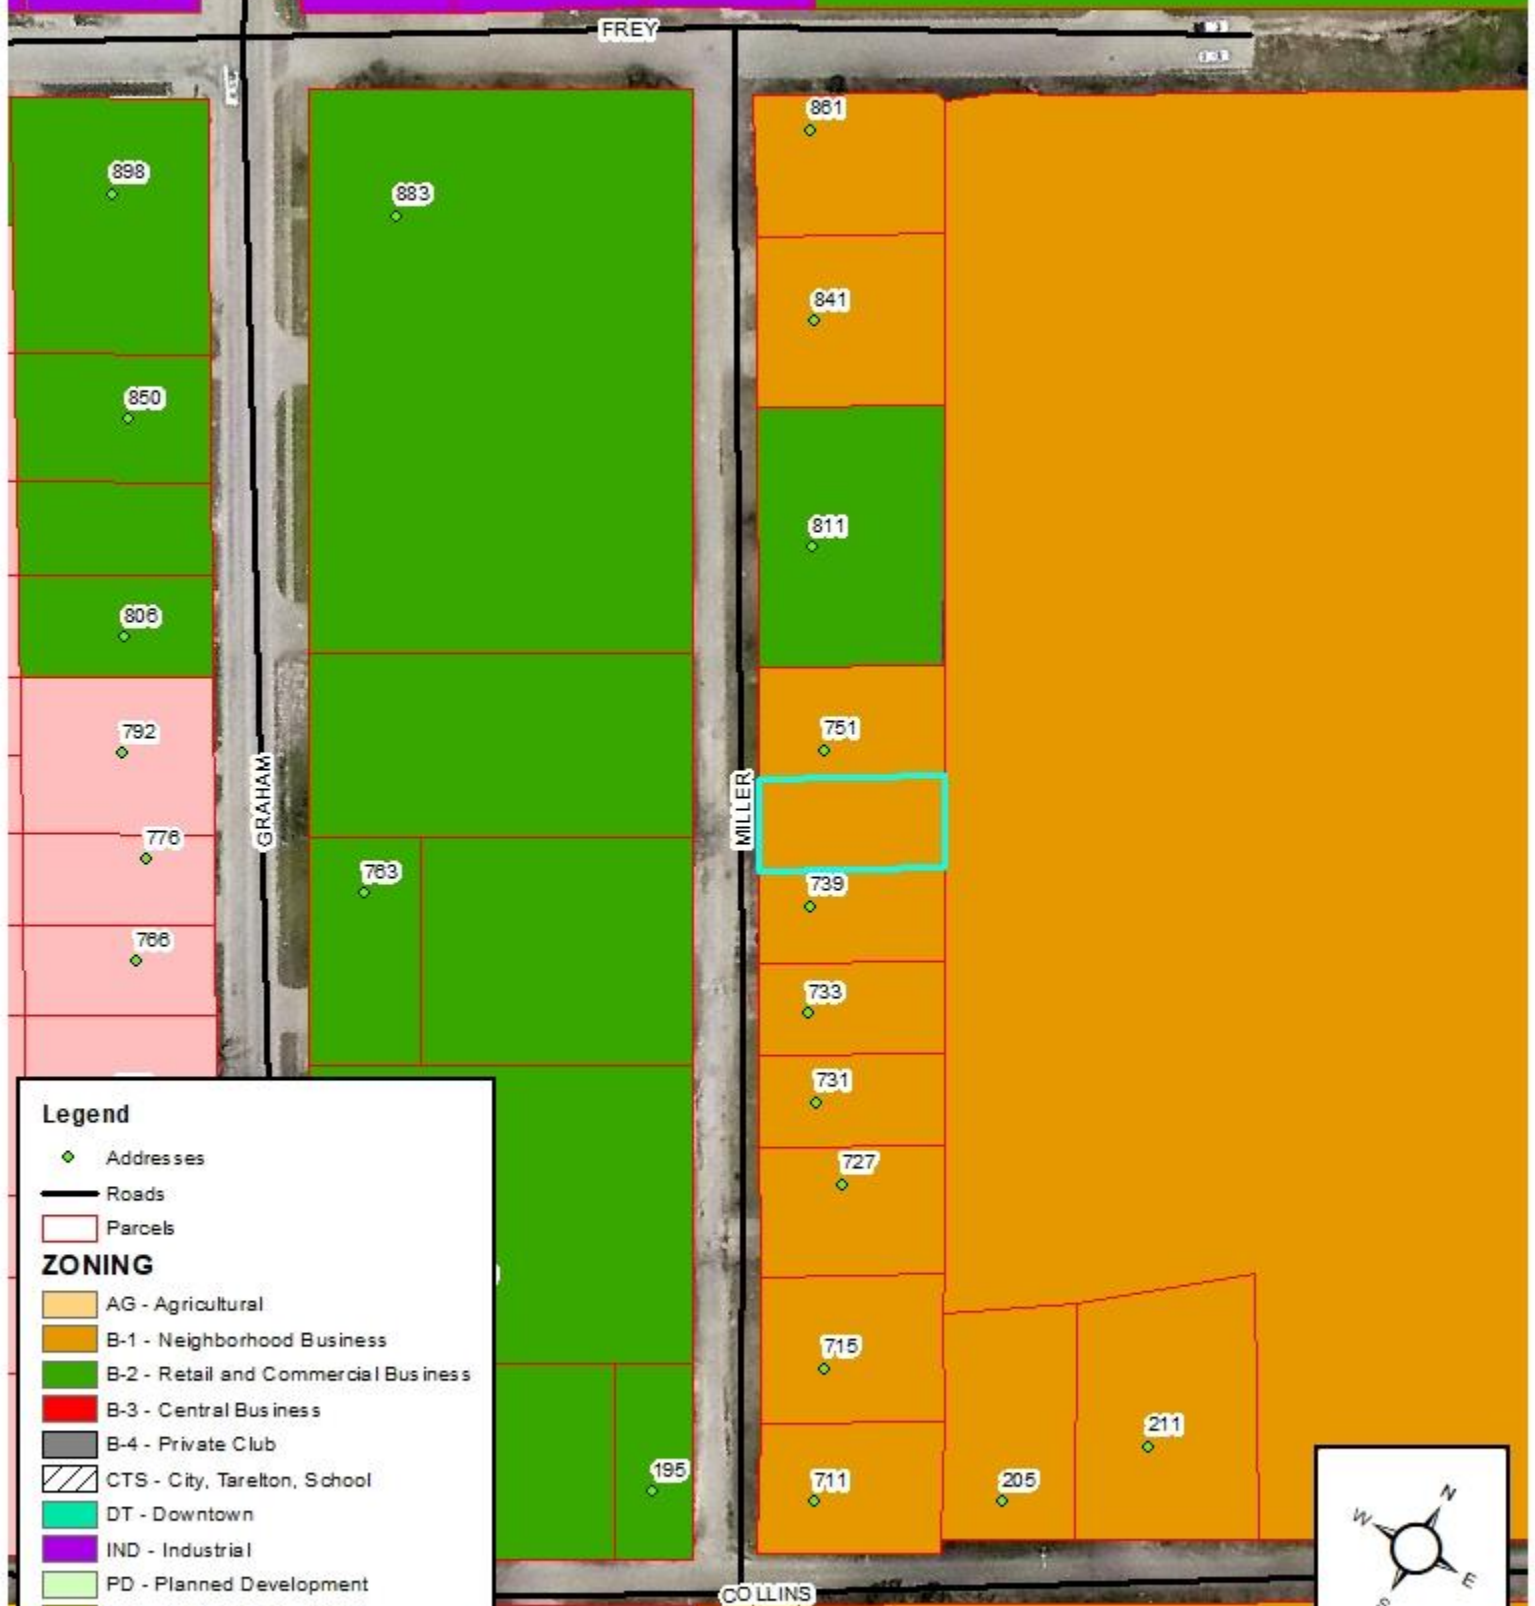 FREY
861
898
883
841
850
811
806
751
792
GRAHAM
MILLER
776
763
739
766
733
731
727
715
711
195
205
211
Legend
Addresses
Roads
Parcels
ZONING
AG - Agricultural
B-1 - Neighborhood Business
B-2 - Retail and Commercial Business
B-3 - Central Business
B-4 - Private Club
CTS - City, Tarelton, School
DT - Downtown
IND - Industrial
PD - Planned Development
N
W
E
S
COLLINS